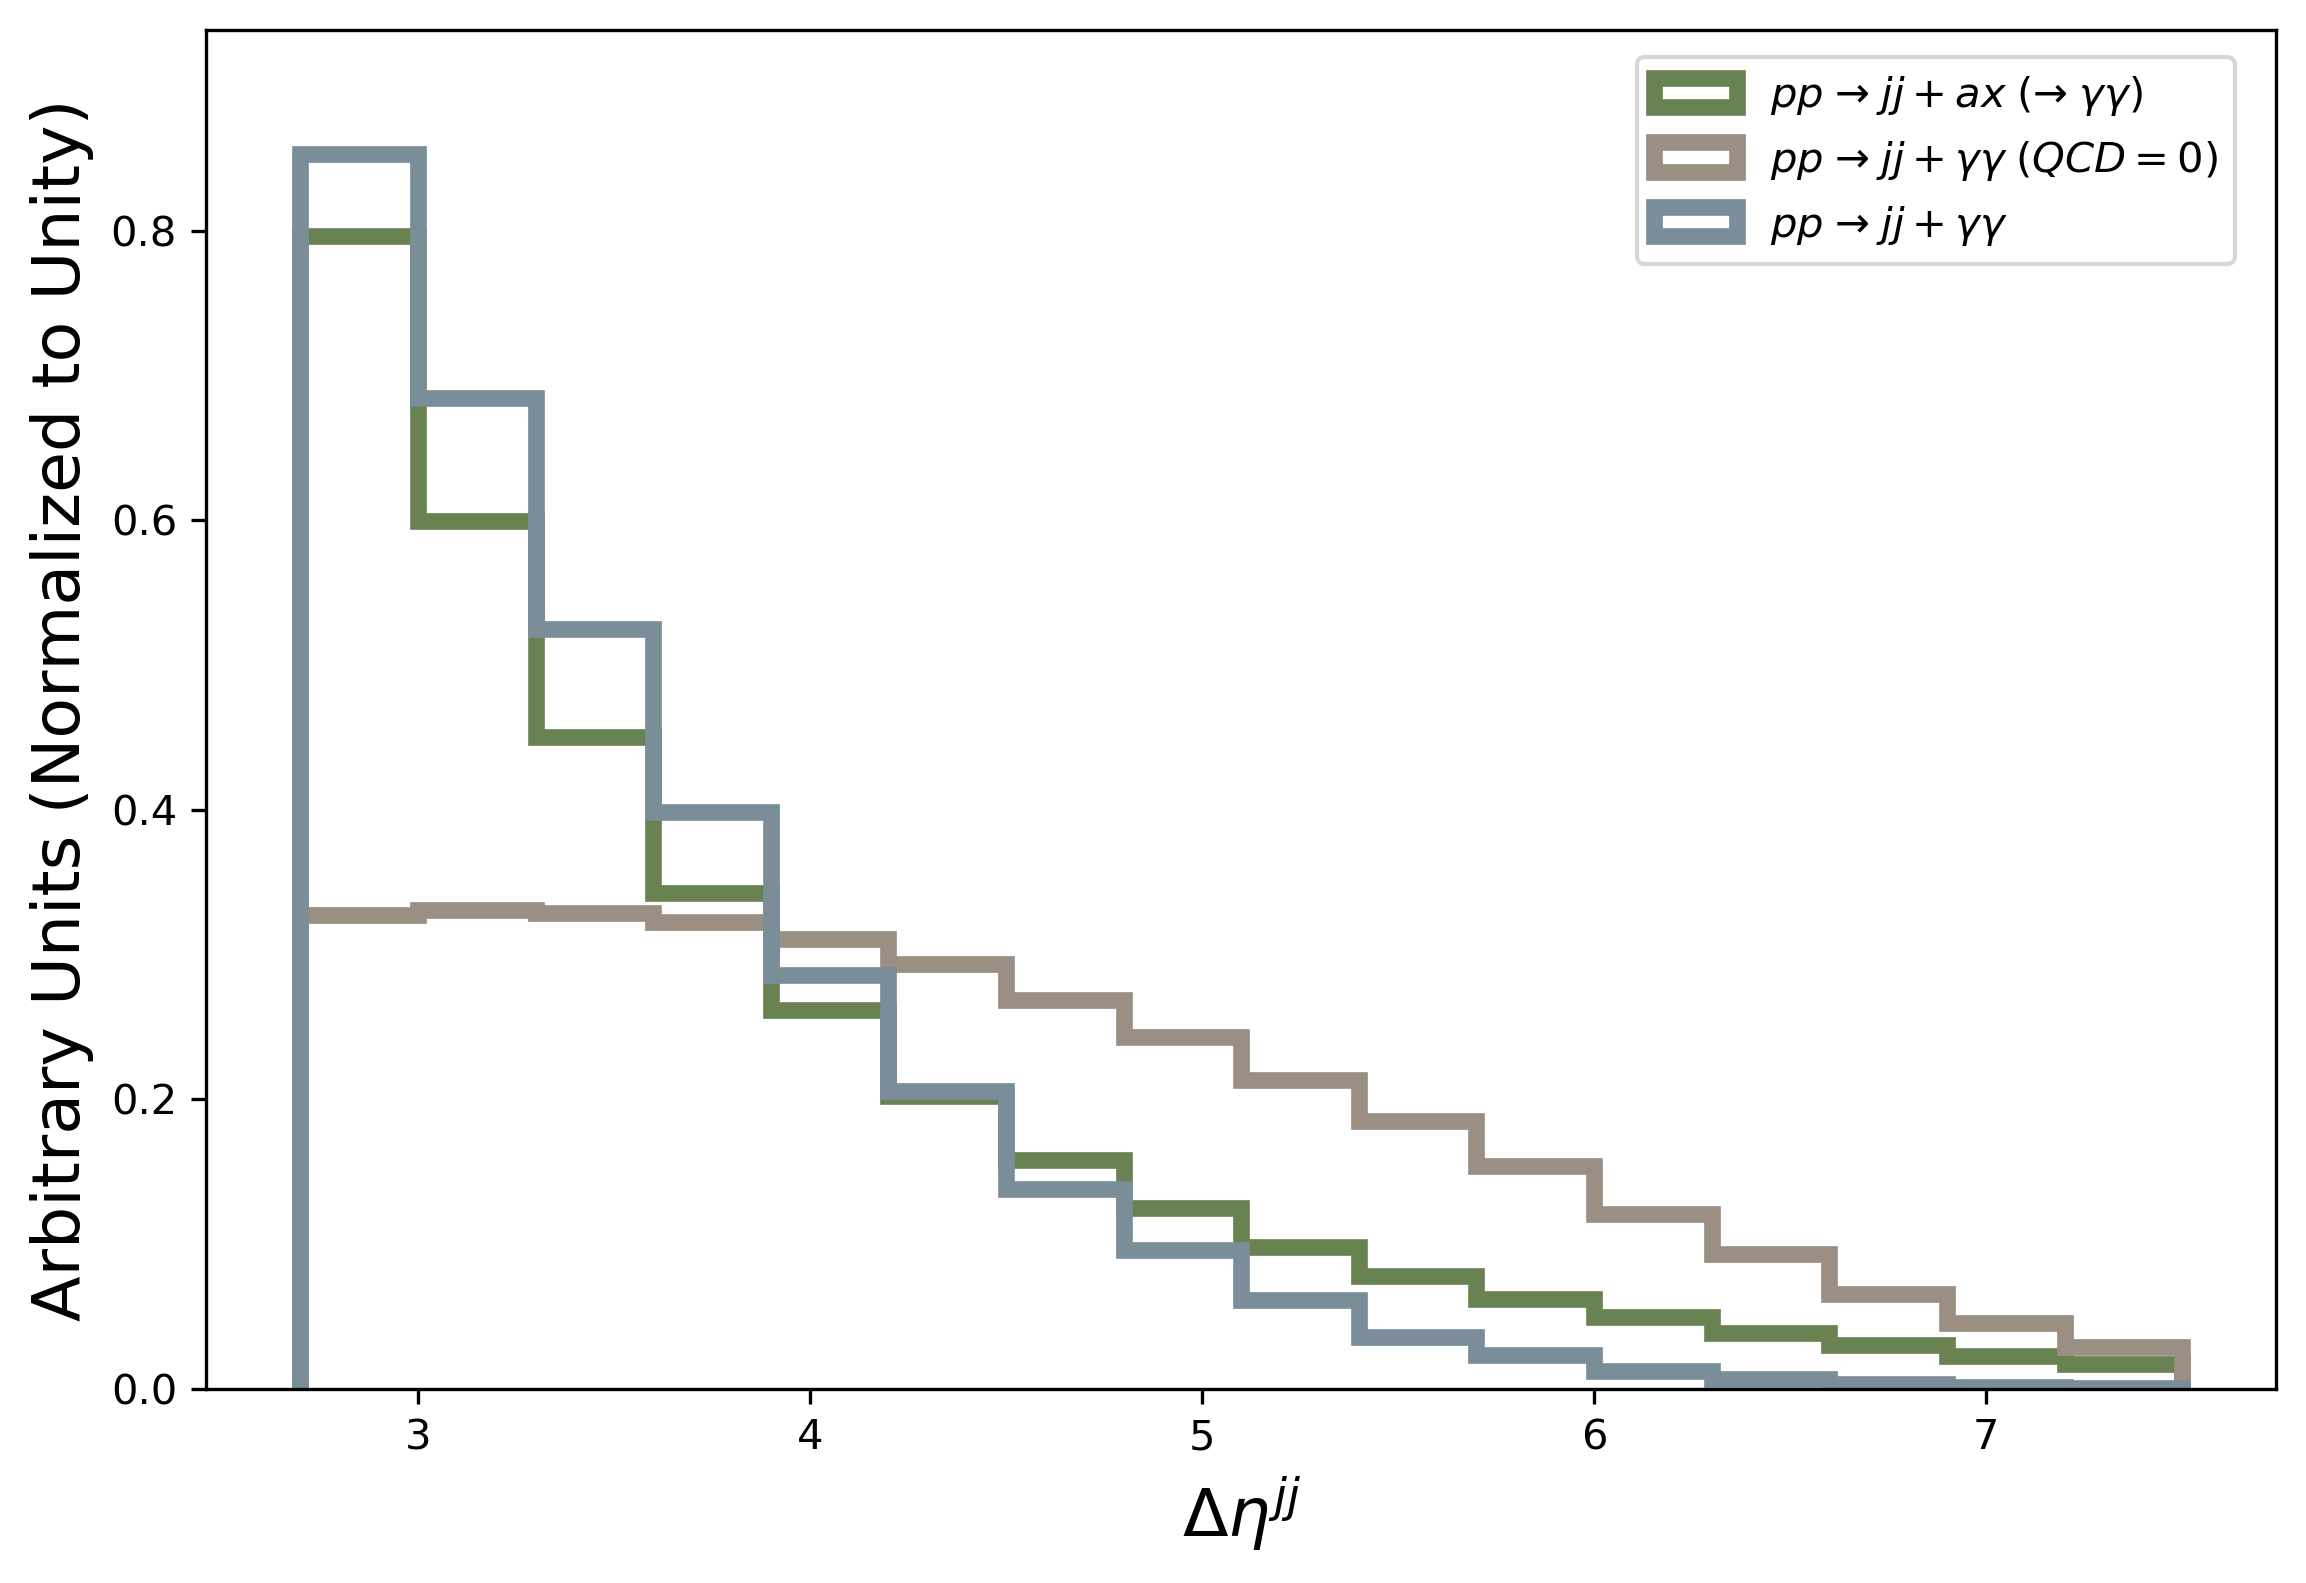 Arbitrary Units (Normalized to Unity)
0.8
0.6
0.4
0.2
0.0
3 4 5 6 7
Δη^{jj}
pp → jj + ax (→ γγ)
pp → jj + γγ (QCD = 0)
pp → jj + γγ